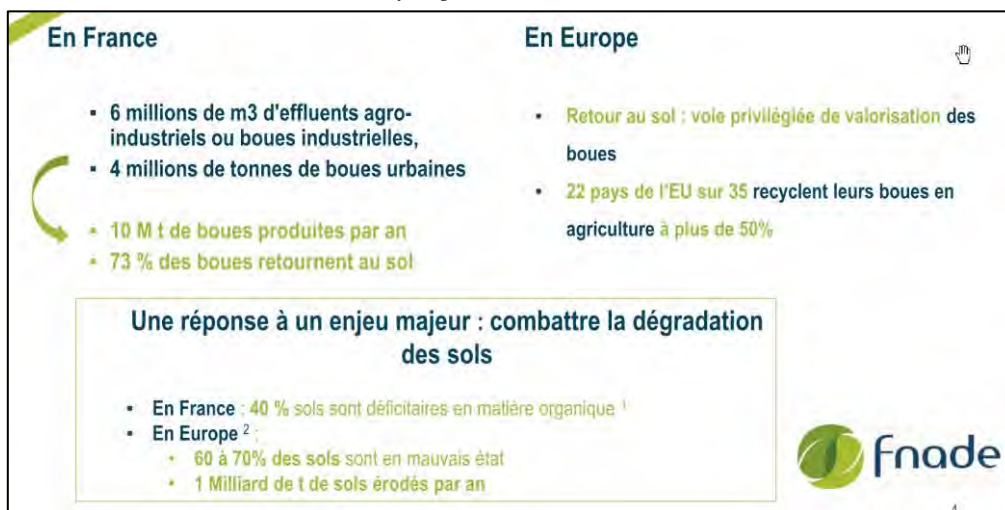 En France
▪ 6 millions de m3 d'effluents agro-
industriels ou boues industrielles,
▪ 4 millions de tonnes de boues urbaines
• 10 M t de boues produites par an
• 73 % des boues retournent au sol
En Europe
• Retour au sol : voie privilégiée de valorisation des
boues
• 22 pays de l'EU sur 35 recyclent leurs boues en
agriculture à plus de 50%
Une réponse à un enjeu majeur : combattre la dégradation
des sols
▪ En France : 40 % sols sont déficitaires en matière organique 1
▪ En Europe 2 :
• 60 à 70% des sols sont en mauvais état
• 1 Milliard de t de sols érodés par an
fnade
4